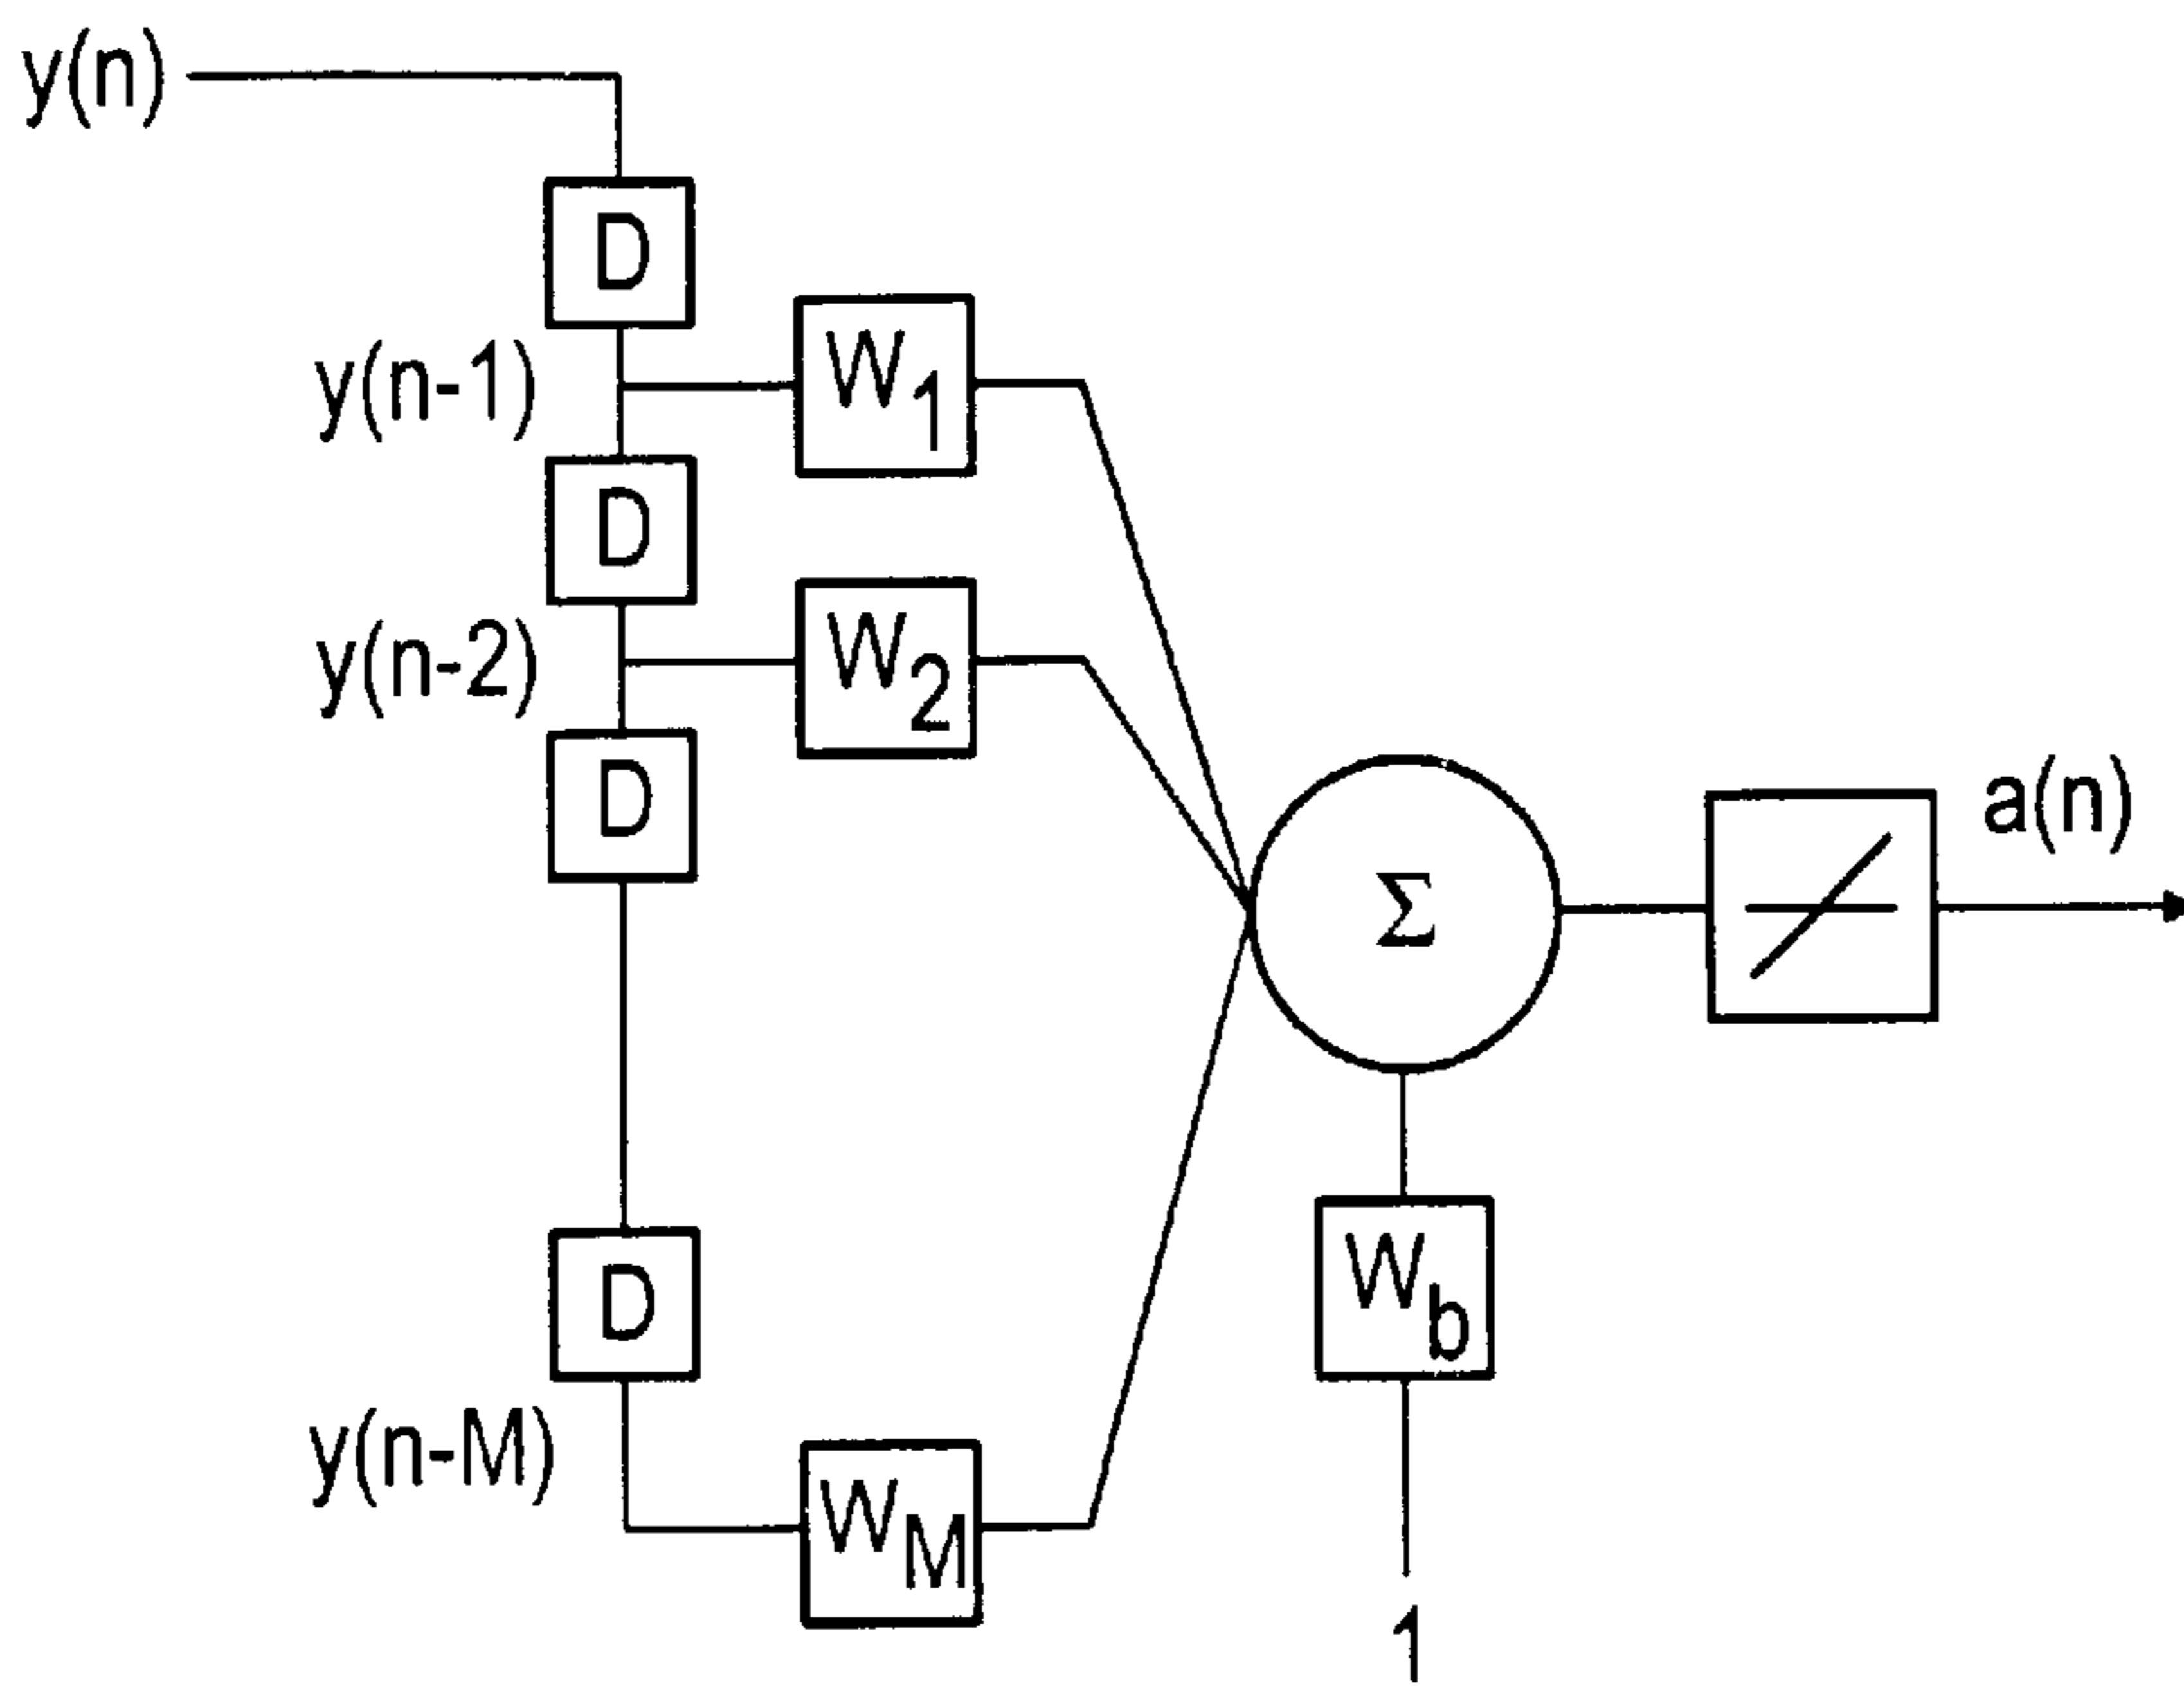 y(n)
D
y(n-1)
W1
D
y(n-2)
W2
D
Σ
a(n)
D
Wb
y(n-M)
WM
1